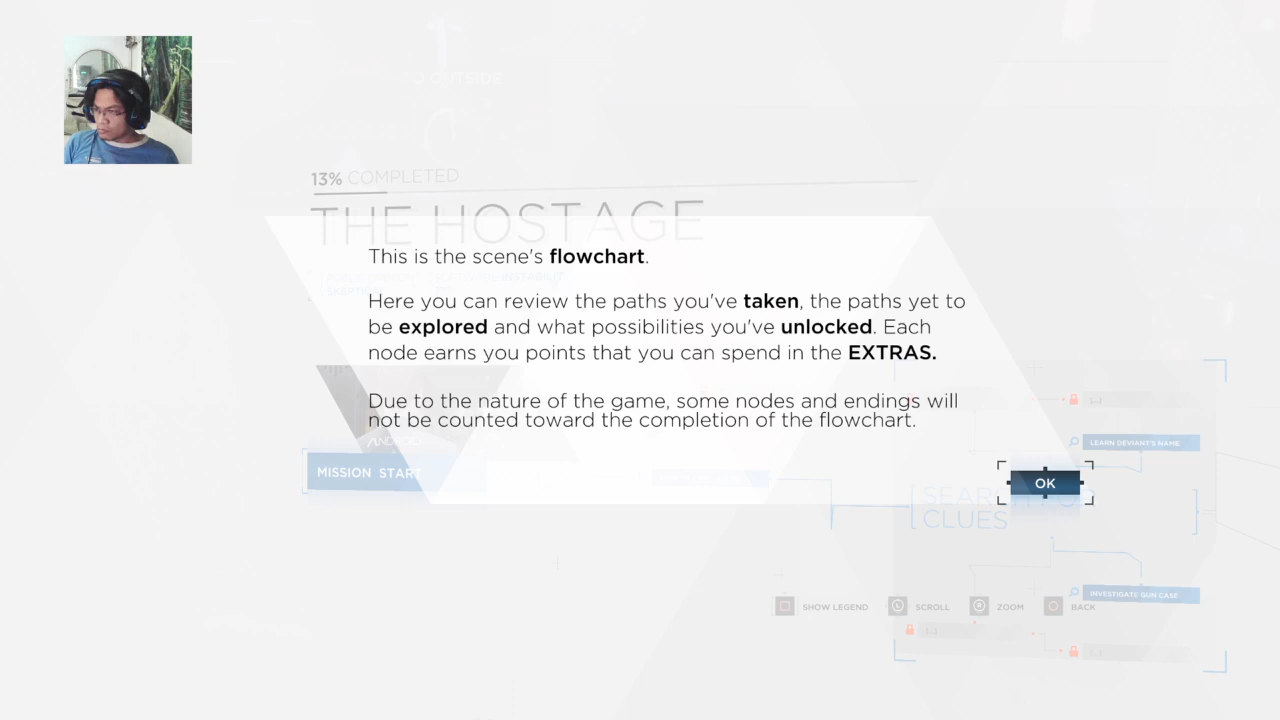 O OUTSIDE
13% COMPLETED
THE HOSTAGE
This is the scene's flowchart.
Here you can review the paths you've taken, the paths yet to
be explored and what possibilities you've unlocked. Each
node earns you points that you can spend in the EXTRAS.
Due to the nature of the game, some nodes and endings will
not be counted toward the completion of the flowchart.
LEARN DEVIANT'S NAME
MISSION START
OK
CLUES
INVESTIGATE GUN CASE
SHOW LEGEND SCROLL ZOOM BACK